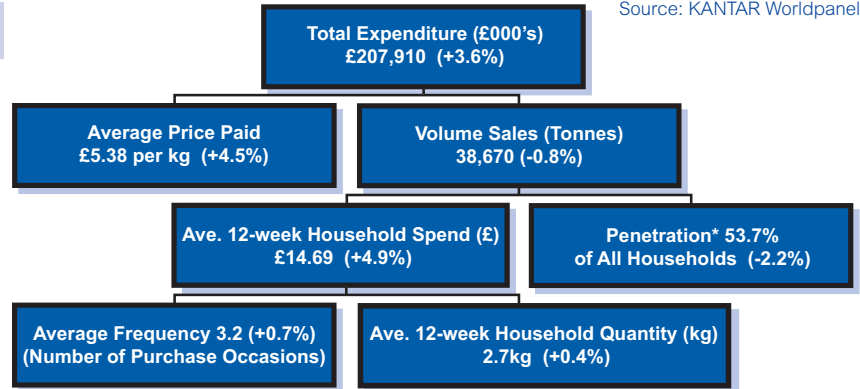 Source: KANTAR Worldpanel
Total Expenditure (£000's)
£207,910 (+3.6%)
Average Price Paid
£5.38 per kg (+4.5%)
Volume Sales (Tonnes)
38,670 (-0.8%)
Ave. 12-week Household Spend (£)
£14.69 (+4.9%)
Penetration* 53.7%
of All Households (-2.2%)
Average Frequency 3.2 (+0.7%)
(Number of Purchase Occasions)
Ave. 12-week Household Quantity (kg)
2.7kg (+0.4%)